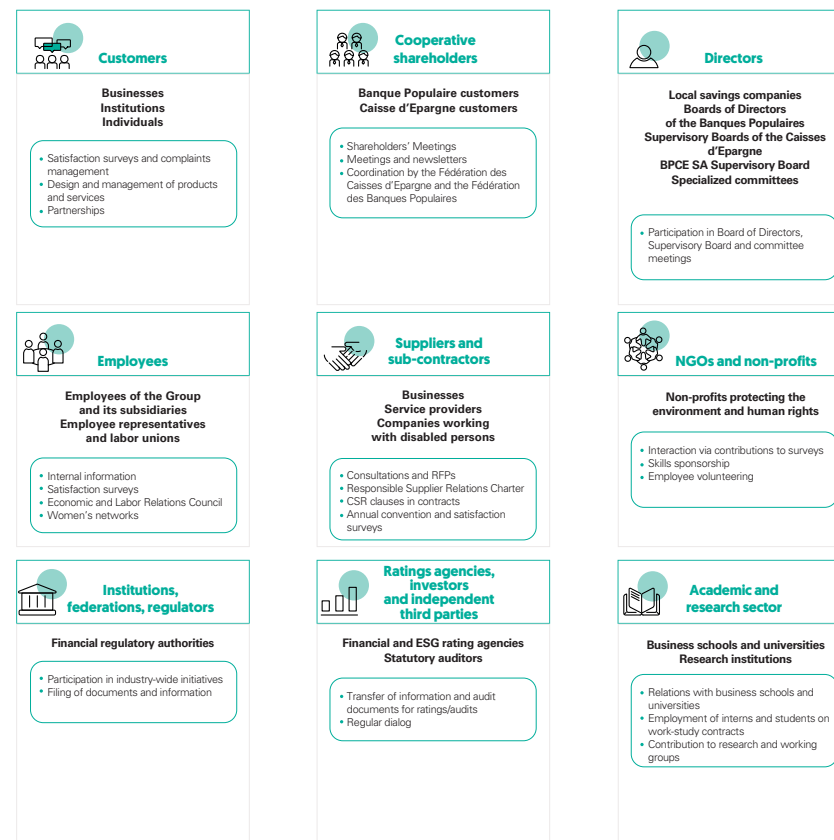 Customers
Businesses
Institutions
Individuals
• Satisfaction surveys and complaints
management
• Design and management of products
and services
• Partnerships
Cooperative
shareholders
Banque Populaire customers
Caisse d’Epargne customers
• Shareholders’ Meetings
• Meetings and newsletters
• Coordination by the Fédération des
Caisses d’Epargne and the Fédération
des Banques Populaires
Directors
Local savings companies
Boards of Directors
of the Banques Populaires
Supervisory Boards of the Caisses
d’Epargne
BPCE SA Supervisory Board
Specialized committees
• Participation in Board of Directors,
Supervisory Board and committee
meetings
Employees
Employees of the Group
and its subsidiaries
Employee representatives
and labor unions
• Internal information
• Satisfaction surveys
• Economic and Labor Relations Council
• Women’s networks
Suppliers and
sub-contractors
Businesses
Service providers
Companies working
with disabled persons
• Consultations and RFPs
• Responsible Supplier Relations Charter
• CSR clauses in contracts
• Annual convention and satisfaction
surveys
NGOs and non-profits
Non-profits protecting the
environment and human rights
• Interaction via contributions to surveys
• Skills sponsorship
• Employee volunteering
Institutions,
federations, regulators
Financial regulatory authorities
• Participation in industry-wide initiatives
• Filing of documents and information
Ratings agencies,
investors
and independent
third parties
Financial and ESG rating agencies
Statutory auditors
• Transfer of information and audit
documents for ratings/audits
• Regular dialog
Academic and
research sector
Business schools and universities
Research institutions
• Relations with business schools and
universities
• Employment of interns and students on
work-study contracts
• Contribution to research and working
groups